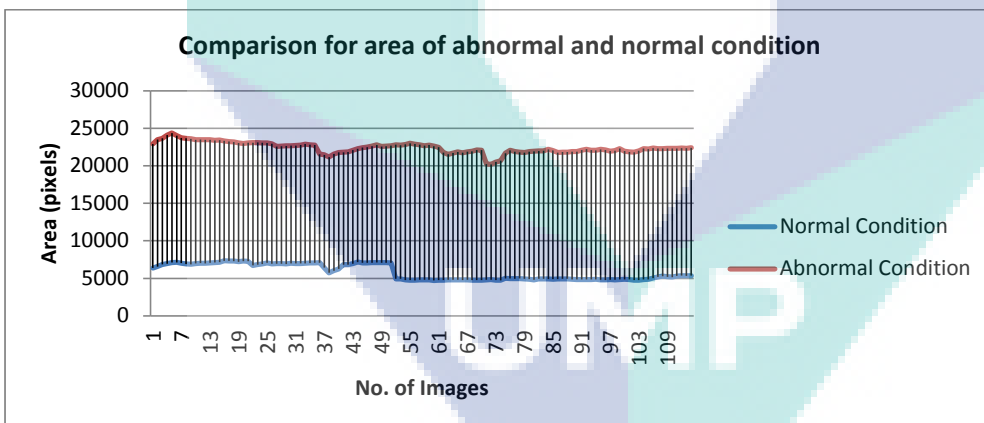 Comparison for area of abnormal and normal condition
30000
25000
20000
15000
10000
5000
0
Area (pixels)
1 7 13 19 25 31 37 43 49 55 61 67 73 79 85 91 97 103 109
No. of Images
Normal Condition
Abnormal Condition
UMP